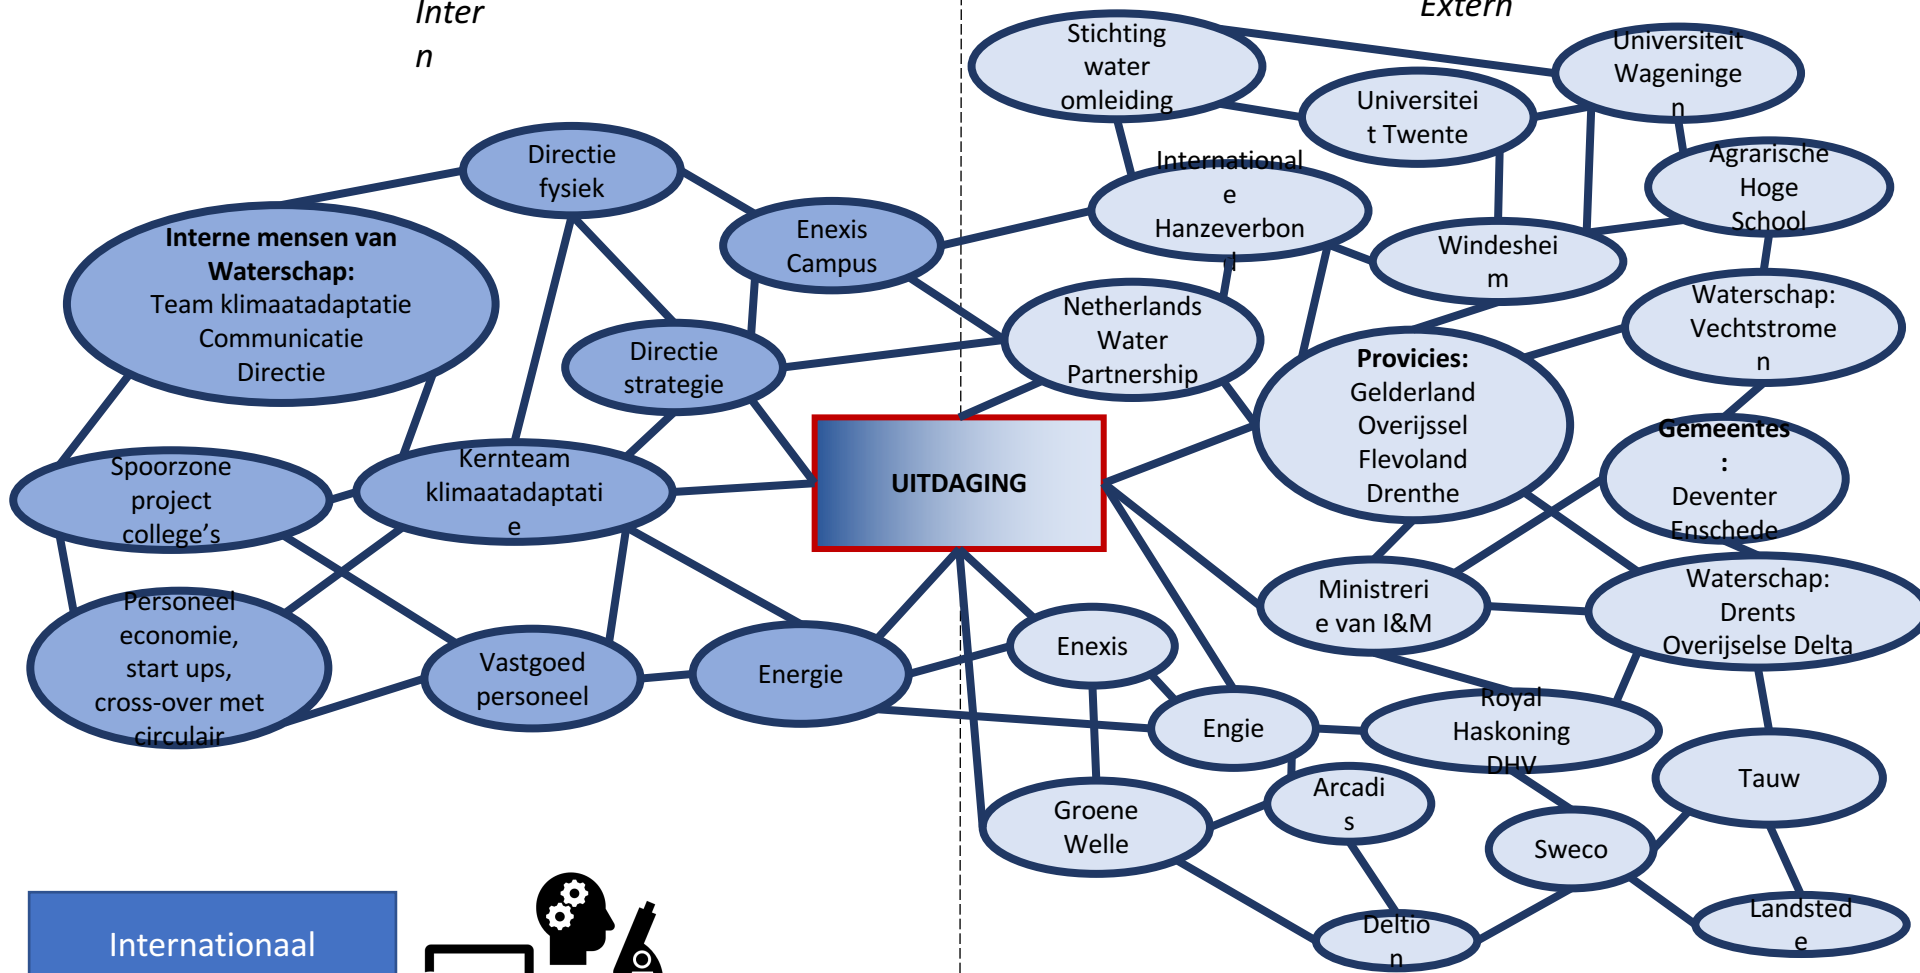 Inter
n
Extern
Stichting
water
omleiding
Universiteit
Wageninge
n
Universitei
t Twente
Directie
fysiek
Agrarische
Hoge
School
International
e
Hanzeverbon
d
Interne mensen van
Waterschap:
Team klimaatadaptatie
Communicatie
Directie
Enexis
Campus
Windeshei
m
Netherlands
Water
Partnership
Waterschap:
Vechtstrome
n
Directie
strategie
Provicies:
Gelderland
Overijssel
Flevoland
Drenthe
Gemeentes
:
Deventer
Enschede
Spoorzone
project
college’s
Kernteam
klimaatadaptati
e
UITDAGING
Ministreri
e van I&M
Waterschap:
Drents
Overijselse Delta
Personeel
economie,
start ups,
cross-over met
circulair
Vastgoed
personeel
Energie
Enexis
Engie
Royal
Haskoning
DHV
Tauw
Arcadi
s
Groene
Welle
Sweco
Deltio
n
Landsted
e
Internationaal